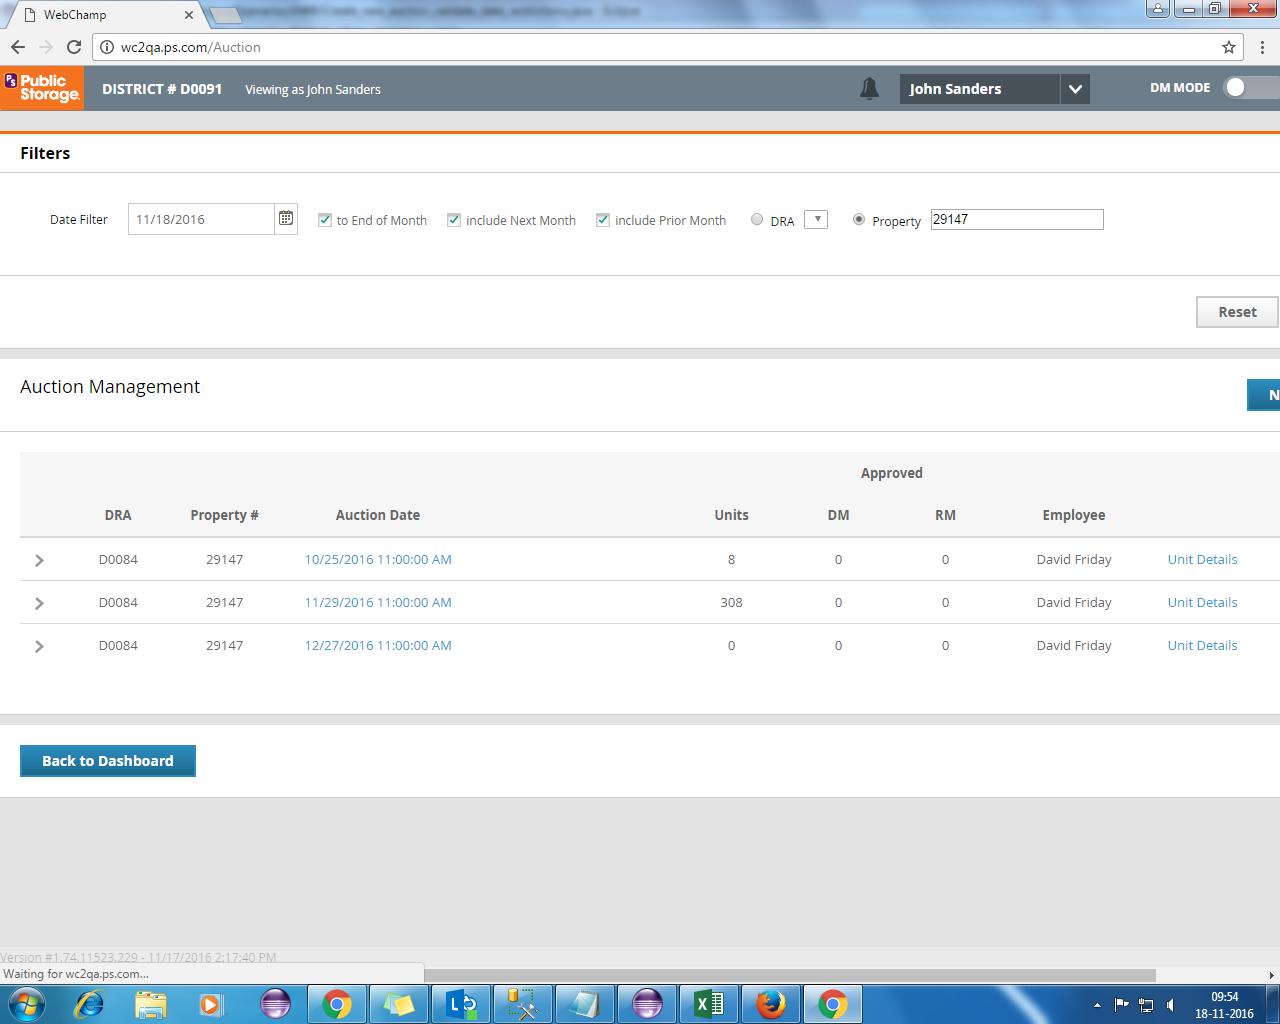 WebChamp
wc2qa.ps.com/Auction
PS Public Storage.
DISTRICT # D0091 Viewing as John Sanders John Sanders DM MODE
Filters
Date Filter 11/18/2016 to End of Month include Next Month include Prior Month DRA Property 29147
Reset
Auction Management
N
Approved
DRA Property # Auction Date Units DM RM Employee
D0084 29147 10/25/2016 11:00:00 AM 8 0 0 David Friday Unit Details
D0084 29147 11/29/2016 11:00:00 AM 308 0 0 David Friday Unit Details
D0084 29147 12/27/2016 11:00:00 AM 0 0 0 David Friday Unit Details
Back to Dashboard
Version #1.74.11523.229 - 11/17/2016 2:17:40 PM
Waiting for wc2qa.ps.com...
09:54
18-11-2016